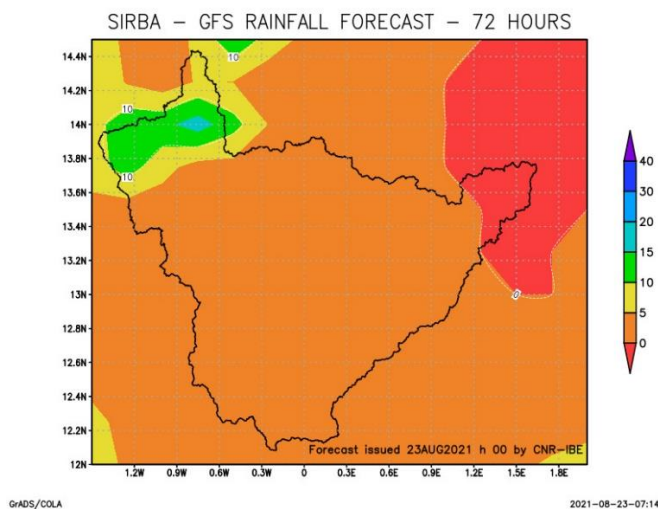 SIRBA – GFS RAINFALL FORECAST – 72 HOURS
14.4N
14.2N
14N
13.8N
13.6N
13.4N
13.2N
13N
12.8N
12.6N
12.4N
12.2N
12N
10
10
10
0
Forecast issued 23AUG2021 h 00 by CNR-IBE
1.2W 0.9W 0.6W 0.3W 0 0.3E 0.6E 0.9E 1.2E 1.5E 1.8E
40
30
20
15
10
5
0
GrADS/COLA
2021-08-23-07:14